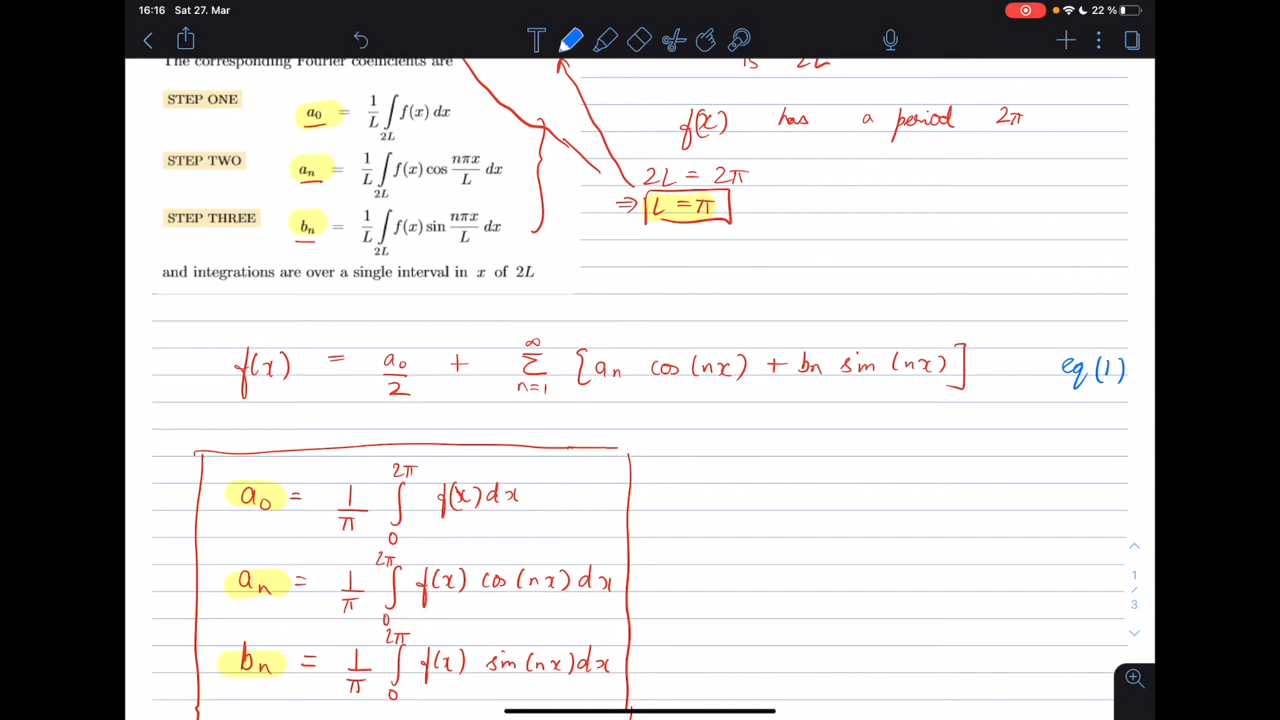 16:16 Sat 27. Mar 22 %
The corresponding Fourier coefficients are
STEP ONE a₀ = 1/L ∫_{2L} f(x) dx
STEP TWO aₙ = 1/L ∫_{2L} f(x) cos nπx/L dx
STEP THREE bₙ = 1/L ∫_{2L} f(x) sin nπx/L dx
and integrations are over a single interval in x of 2L
is 2L
f(x) has a period 2π
2L = 2π
⇒ L = π
f(x) = a₀/2 + ∑_{n=1}^{∞} [aₙ cos (nx) + bₙ sin (nx)] eq (1)
a₀ = 1/π ∫_0^{2π} f(x) dx
aₙ = 1/π ∫_0^{2π} f(x) cos (nx) dx
bₙ = 1/π ∫_0^{2π} f(x) sin (nx) dx
1
/
3